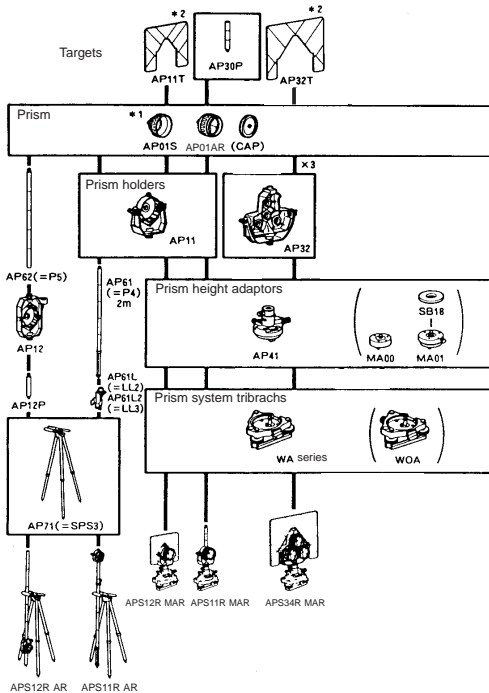 *2
*2
Targets
AP11T
AP30P
AP32T
Prism
*1
AP01S
AP01AR
(CAP)
×3
Prism holders
AP11
AP32
AP62(=P5)
AP61
(=P4)
2m
Prism height adaptors
SB18
AP12
AP41
MA00
MA01
AP61L
(=LL2)
AP61L2
(=LL3)
AP12P
Prism system tribrachs
WA series
WOA
AP71(=SPS3)
APS12R MAR
APS11R MAR
APS34R MAR
APS12R AR
APS11R AR